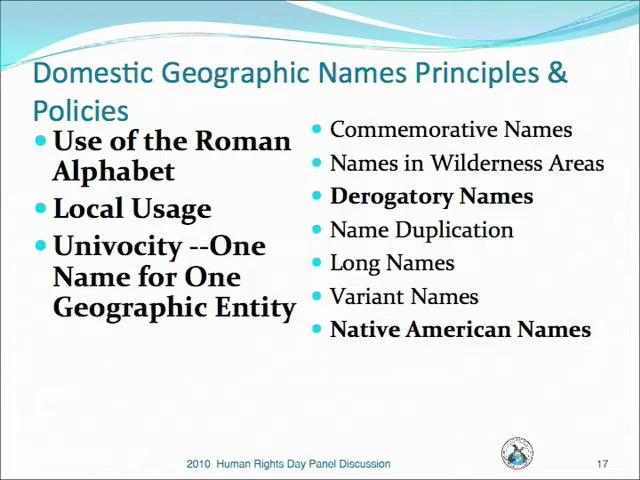 Domestic Geographic Names Principles &
Policies
• Use of the Roman
Alphabet
• Local Usage
• Univocity --One
Name for One
Geographic Entity
• Commemorative Names
• Names in Wilderness Areas
• Derogatory Names
• Name Duplication
• Long Names
• Variant Names
• Native American Names
2010 Human Rights Day Panel Discussion
17